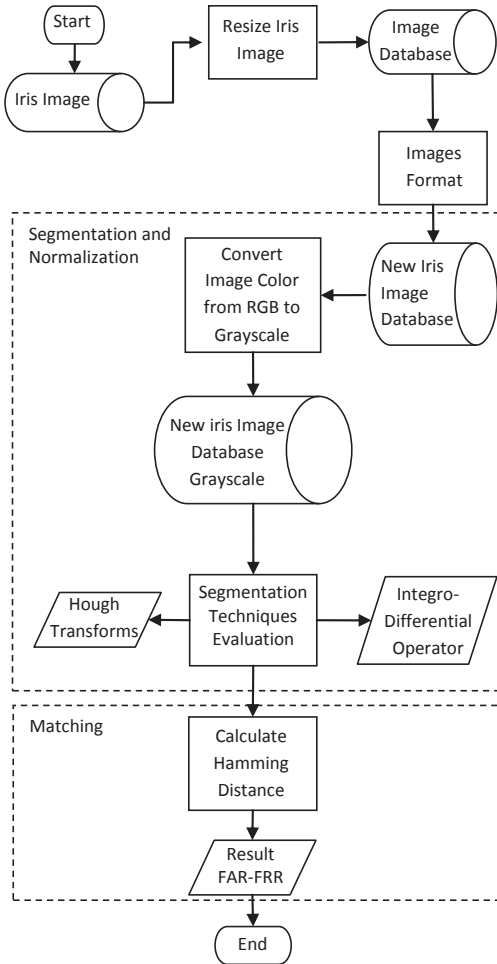 Start
Iris Image
Resize Iris
Image
Image
Database
Images
Format
Segmentation and
Normalization
Convert
Image Color
from RGB to
Grayscale
New Iris
Image
Database
New iris Image
Database
Grayscale
Hough
Transforms
Segmentation
Techniques
Evaluation
Integro-
Differential
Operator
Matching
Calculate
Hamming
Distance
Result
FAR-FRR
End